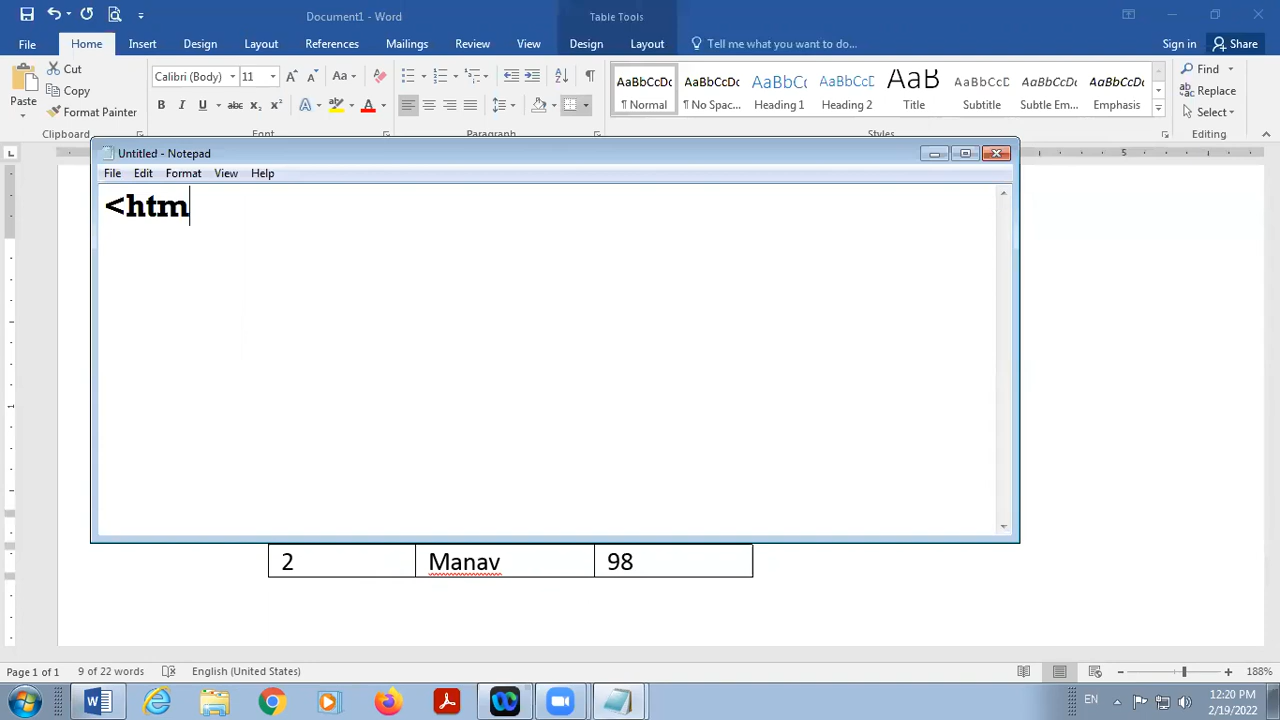 Document1 - Word
Table Tools
File Home Insert Design Layout References Mailings Review View Design Layout Tell me what you want to do... Sign in Share
Paste
Cut
Copy
Format Painter
Clipboard
Calibri (Body) 11
Font
Paragraph
AaBbCcDc AaBbCcDc AaBbCc AaBbCcD AaB AaBbCcD AaBbCcDc AaBbCcDc
¶ Normal ¶ No Spac... Heading 1 Heading 2 Title Subtitle Subtle Em... Emphasis
Styles
Find
Replace
Select
Editing
Untitled - Notepad
File Edit Format View Help
<htm
2 Manav 98
Page 1 of 1 9 of 22 words English (United States) 188%
EN
12:20 PM
2/19/2022